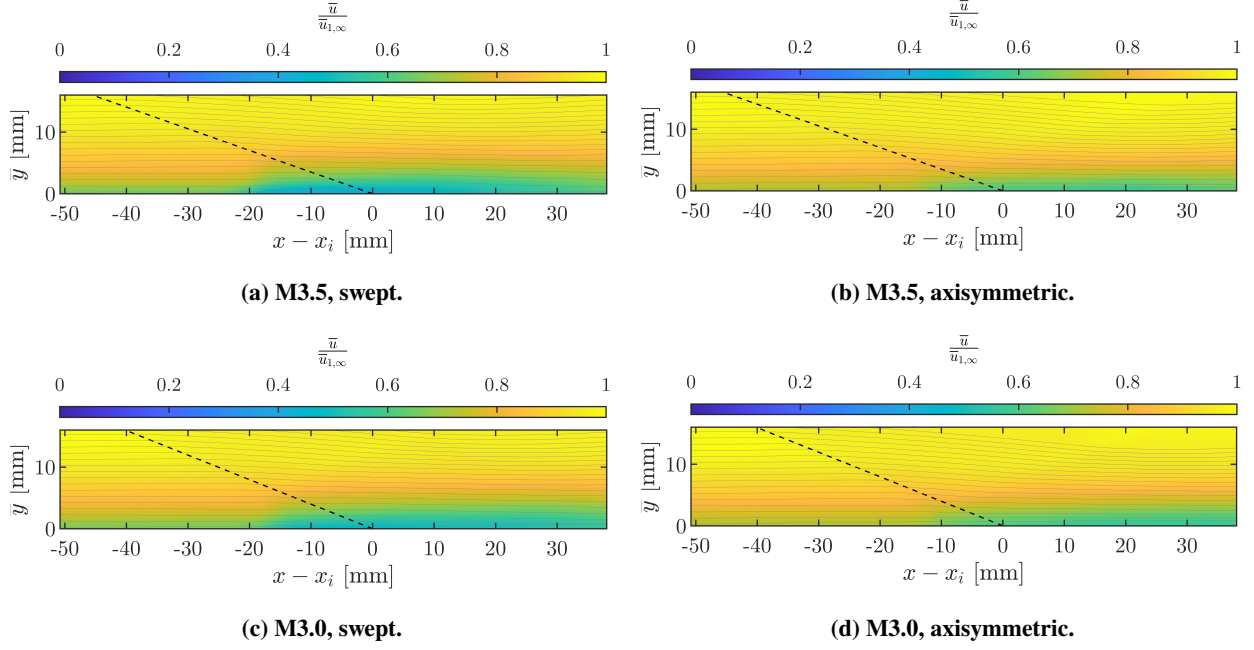 u̅ / u̅1,∞
0 0.2 0.4 0.6 0.8 1
10
0
y̅ [mm]
-50 -40 -30 -20 -10 0 10 20 30
x − xi [mm]
(a) M3.5, swept.
u̅ / u̅1,∞
0 0.2 0.4 0.6 0.8 1
10
0
y̅ [mm]
-50 -40 -30 -20 -10 0 10 20 30
x − xi [mm]
(b) M3.5, axisymmetric.
u̅ / u̅1,∞
0 0.2 0.4 0.6 0.8 1
10
0
y̅ [mm]
-50 -40 -30 -20 -10 0 10 20 30
x − xi [mm]
(c) M3.0, swept.
u̅ / u̅1,∞
0 0.2 0.4 0.6 0.8 1
10
0
y̅ [mm]
-50 -40 -30 -20 -10 0 10 20 30
x − xi [mm]
(d) M3.0, axisymmetric.